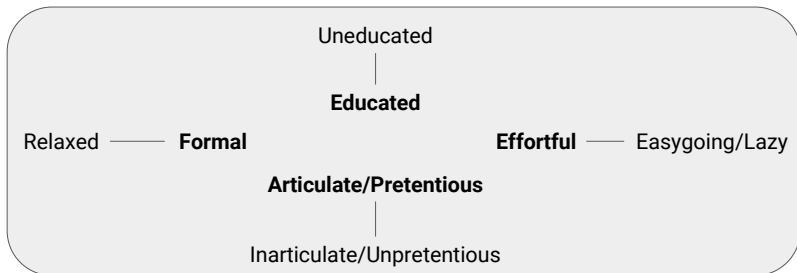 Uneducated
Educated
Relaxed Formal Effortful Easygoing/Lazy
Articulate/Pretentious
Inarticulate/Unpretentious